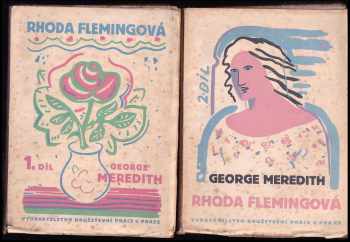 RHODA FLEMINGOVÁ
1. DÍL
GEORGE
MEREDITH
VYDAVATELSTVO DRUŽSTEVNÍ PRÁCE V PRAZE
2 DÍL
GEORGE MEREDITH
RHODA FLEMINGOVÁ
VYDAVATELSTVO DRUŽSTEVNÍ PRÁCE V PRAZE